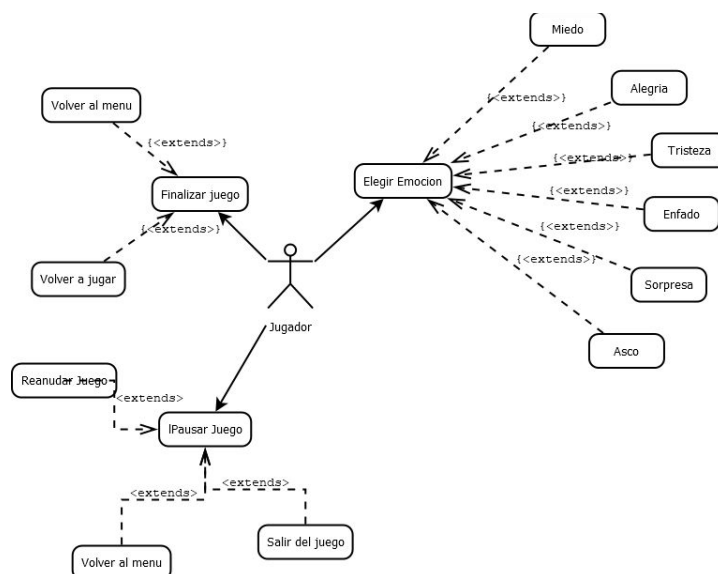 Miedo
{<extends>}
Alegria
{<extends>}
Tristeza
{<extends>}
Enfado
{<extends>}
Sorpresa
{<extends>}
Asco
{<extends>}
Elegir Emocion
Volver al menu
{<extends>}
Finalizar juego
{<extends>}
Volver a jugar
Jugador
Reanudar Juego
<extends>
lPausar Juego
<extends>
<extends>
Volver al menu
Salir del juego